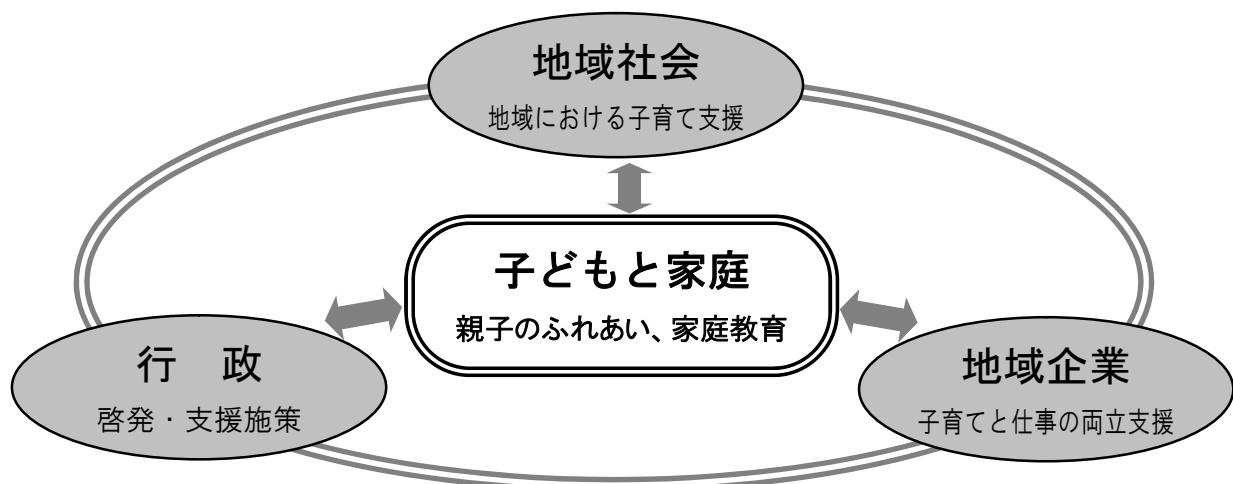 地域社会
地域における子育て支援
子どもと家庭
親子のふれあい、家庭教育
行　政
啓発・支援施策
地域企業
子育てと仕事の両立支援